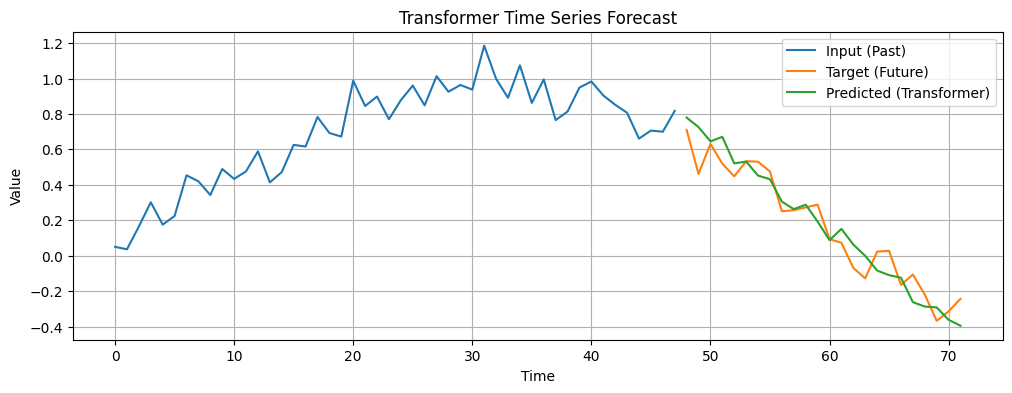 Transformer Time Series Forecast
Input (Past)
Target (Future)
Predicted (Transformer)
Value
1.2
1.0
0.8
0.6
0.4
0.2
0.0
−0.2
−0.4
0
10
20
30
40
50
60
70
Time